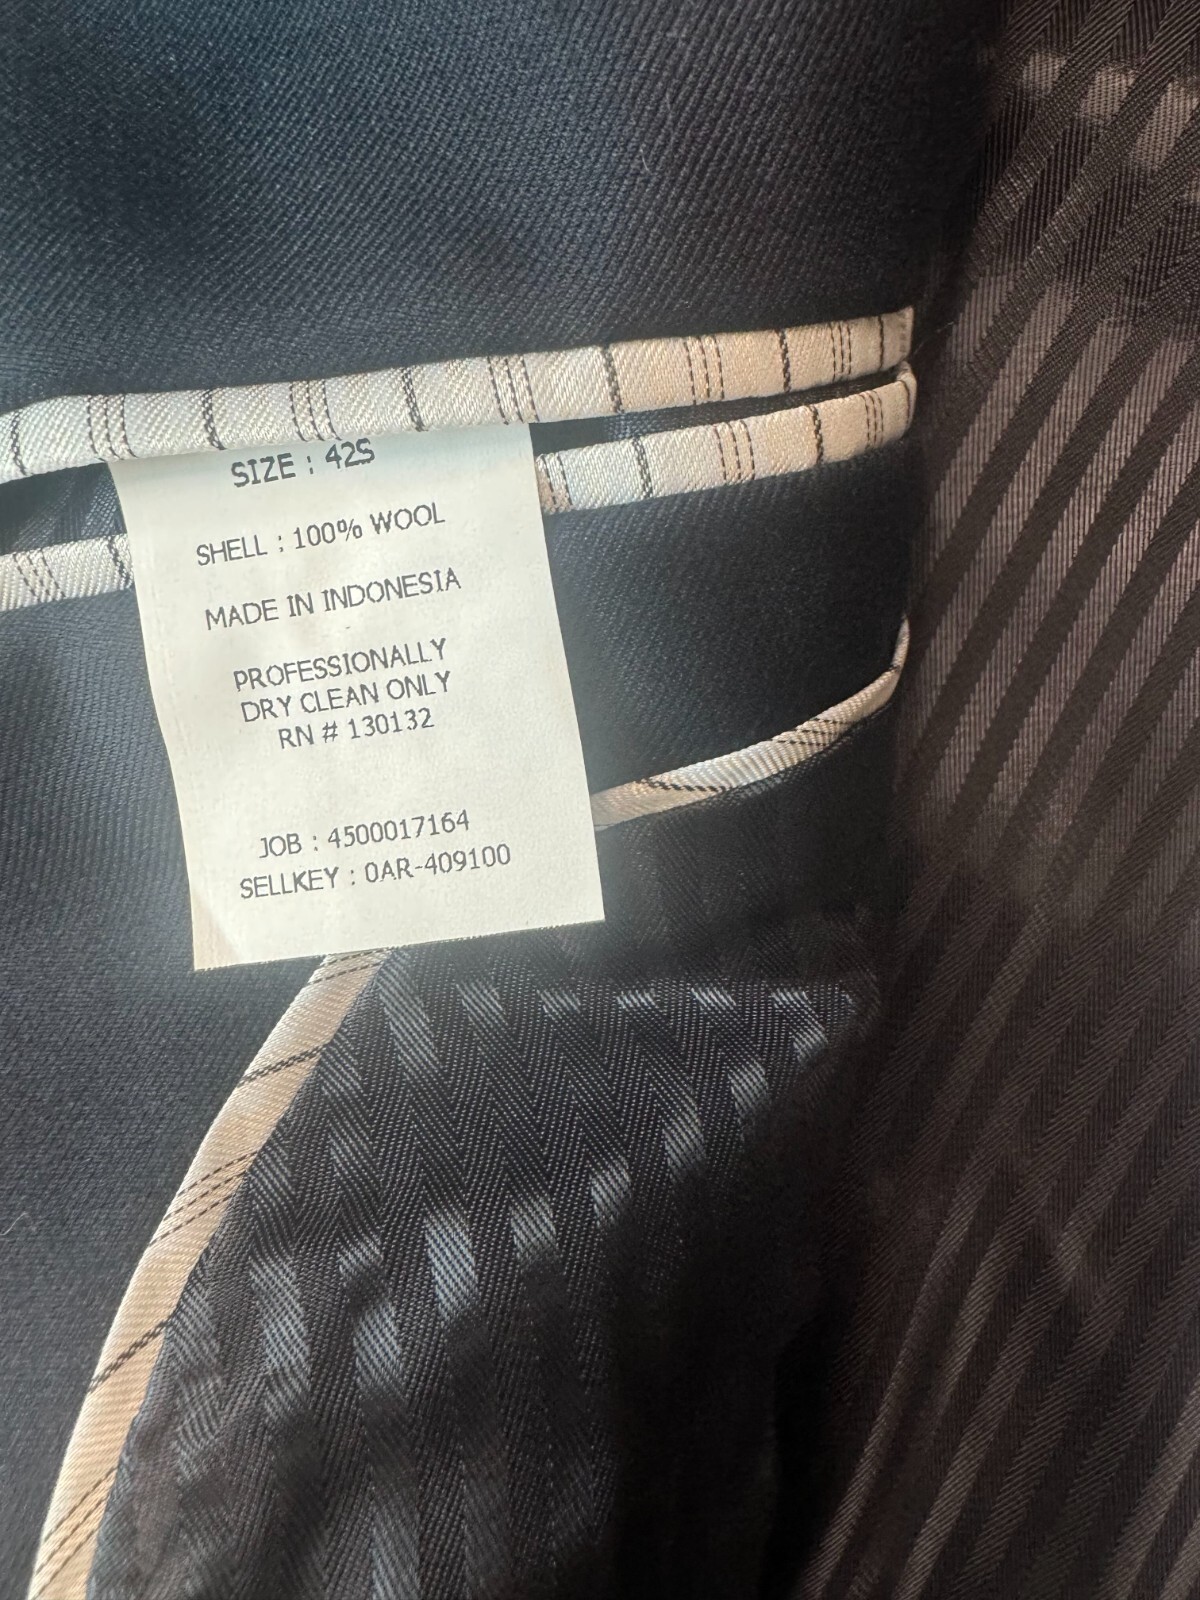 SIZE : 42S
SHELL : 100% WOOL
MADE IN INDONESIA
PROFESSIONALLY
DRY CLEAN ONLY
RN # 130132
JOB : 4500017164
SELLKEY : 0AR-409100